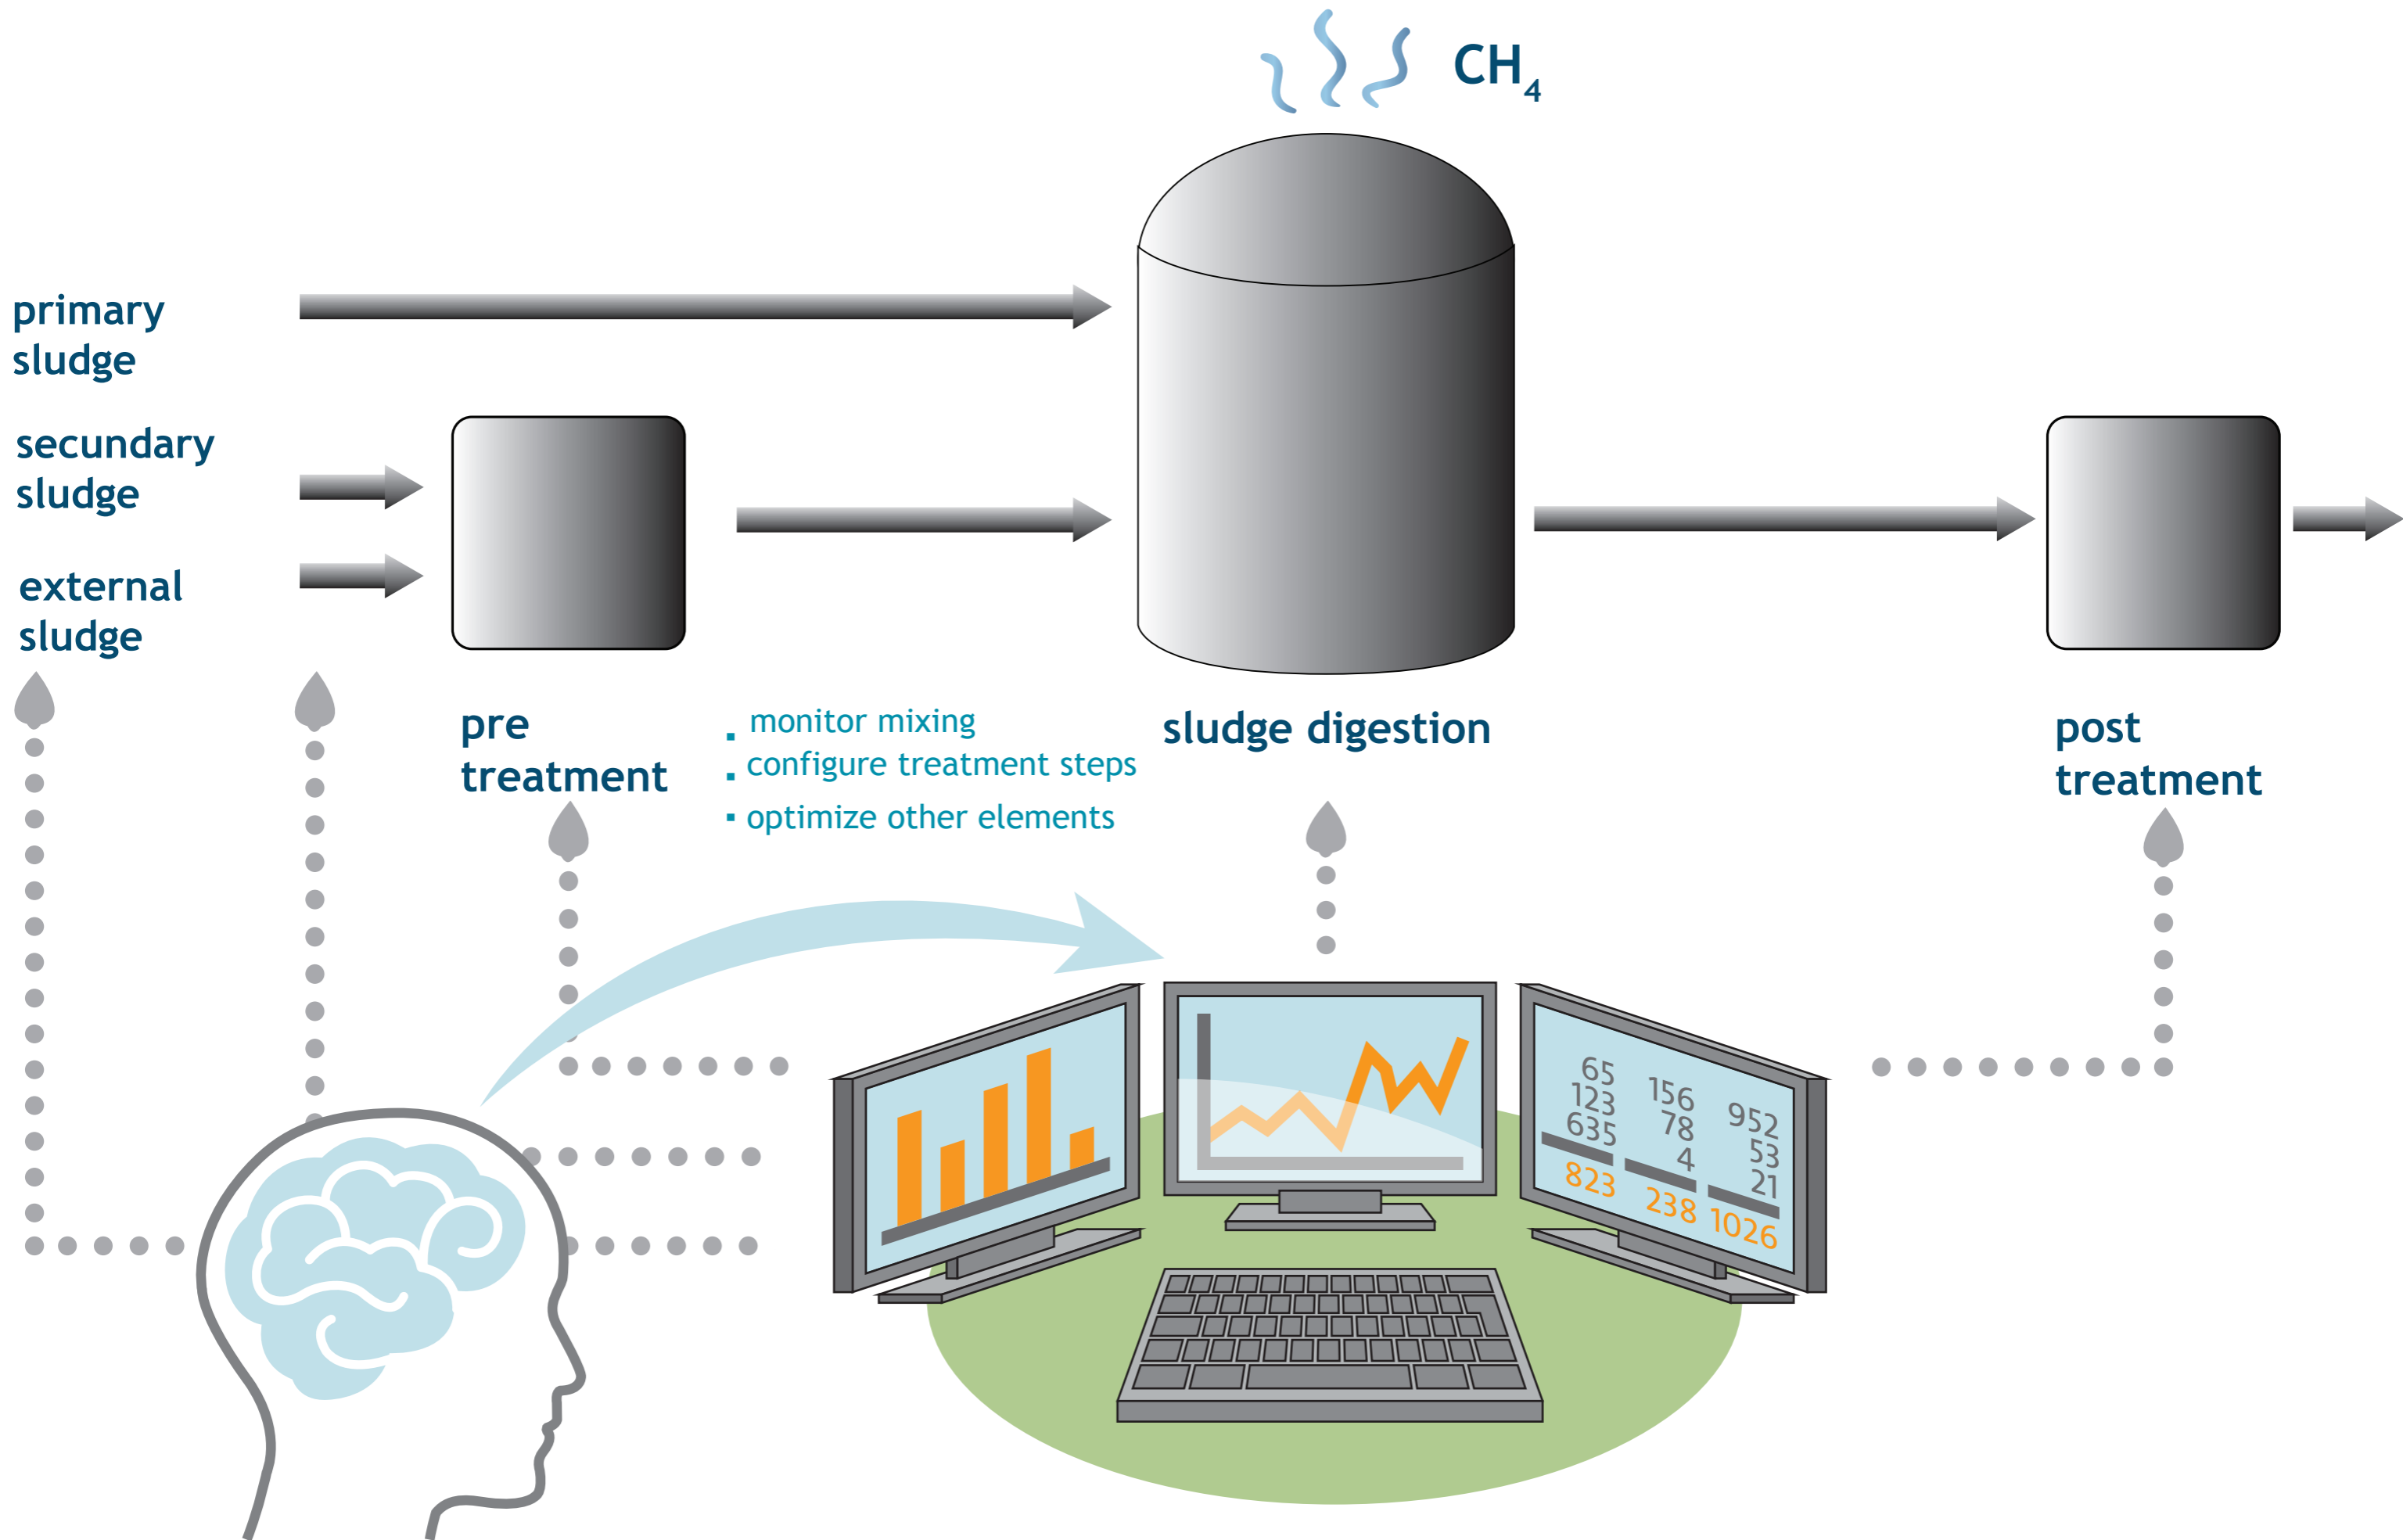 CH4
primary
sludge
secundary
sludge
external
sludge
pre
treatment
▪ monitor mixing
▪ configure treatment steps
▪ optimize other elements
sludge digestion
post
treatment
65 156 952
123 78 53
635 4 21
823 238 1026